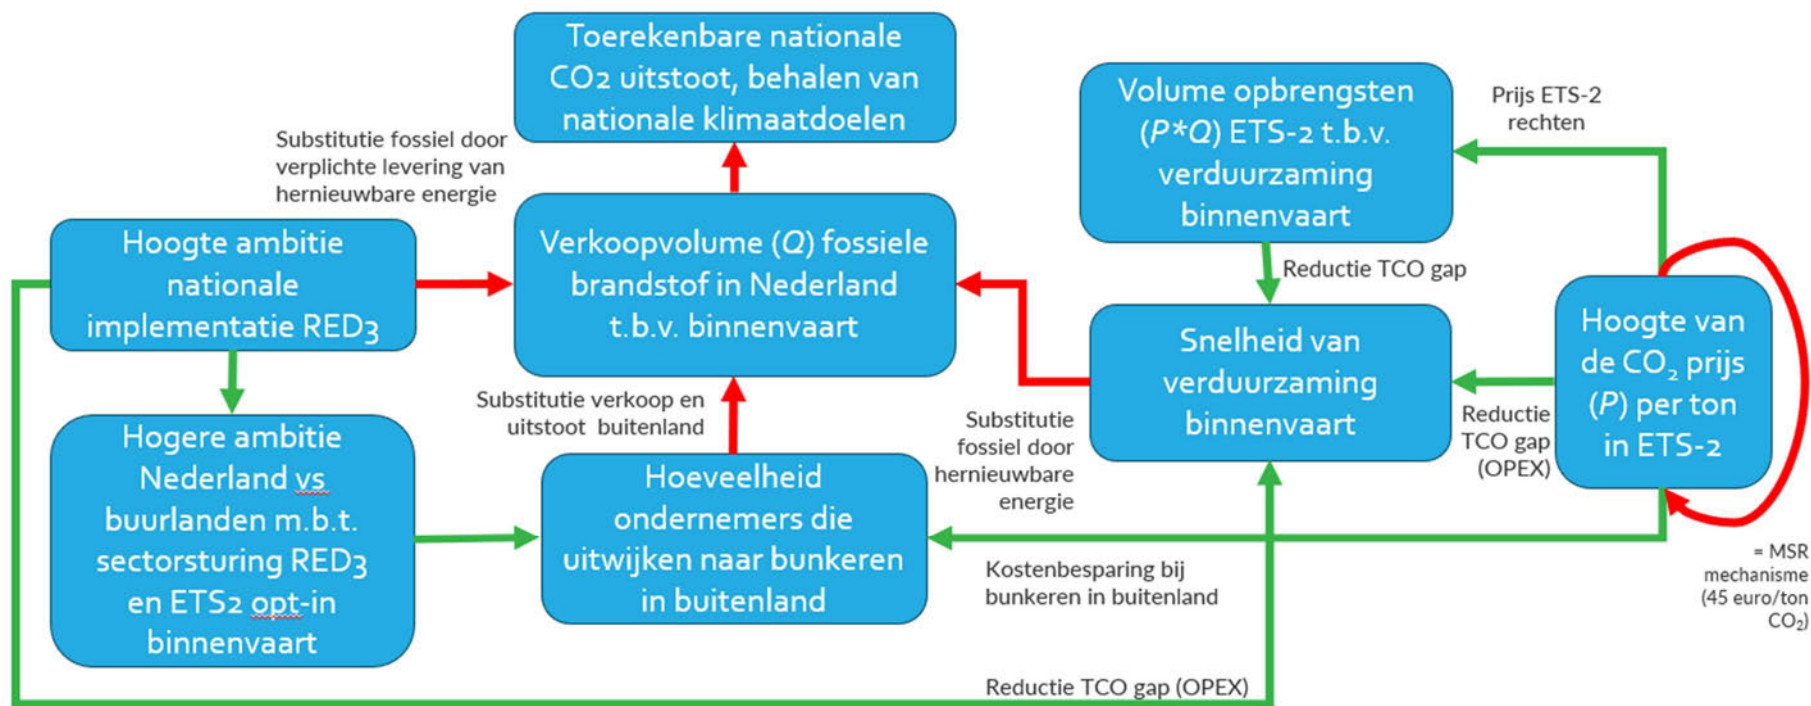 Toerekenbare nationale
CO2 uitstoot, behalen van
nationale klimaatdoelen
Volume opbrengsten
(P*Q) ETS-2 t.b.v.
verduurzaming
binnenvaart
Prijs ETS-2
rechten
Substitutie fossiel door
verplichte levering van
hernieuwbare energie
Hoogte ambitie
nationale
implementatie RED3
Verkoopvolume (Q) fossiele
brandstof in Nederland
t.b.v. binnenvaart
Reductie TCO gap
Snelheid van
verduurzaming
binnenvaart
Hoogte van
de CO₂ prijs
(P) per ton
in ETS-2
Substitutie verkoop en
uitstoot buitenland
Substitutie
fossiel door
hernieuwbare
energie
Reductie
TCO gap
(OPEX)
Hogere ambitie
Nederland vs
buurlanden m.b.t.
sectorsturing RED3
en ETS2 opt-in
binnenvaart
Hoeveelheid
ondernemers die
uitwijken naar bunkeren
in buitenland
Kostenbesparing bij
bunkeren in buitenland
= MSR
mechanisme
(45 euro/ton
CO₂)
Reductie TCO gap (OPEX)